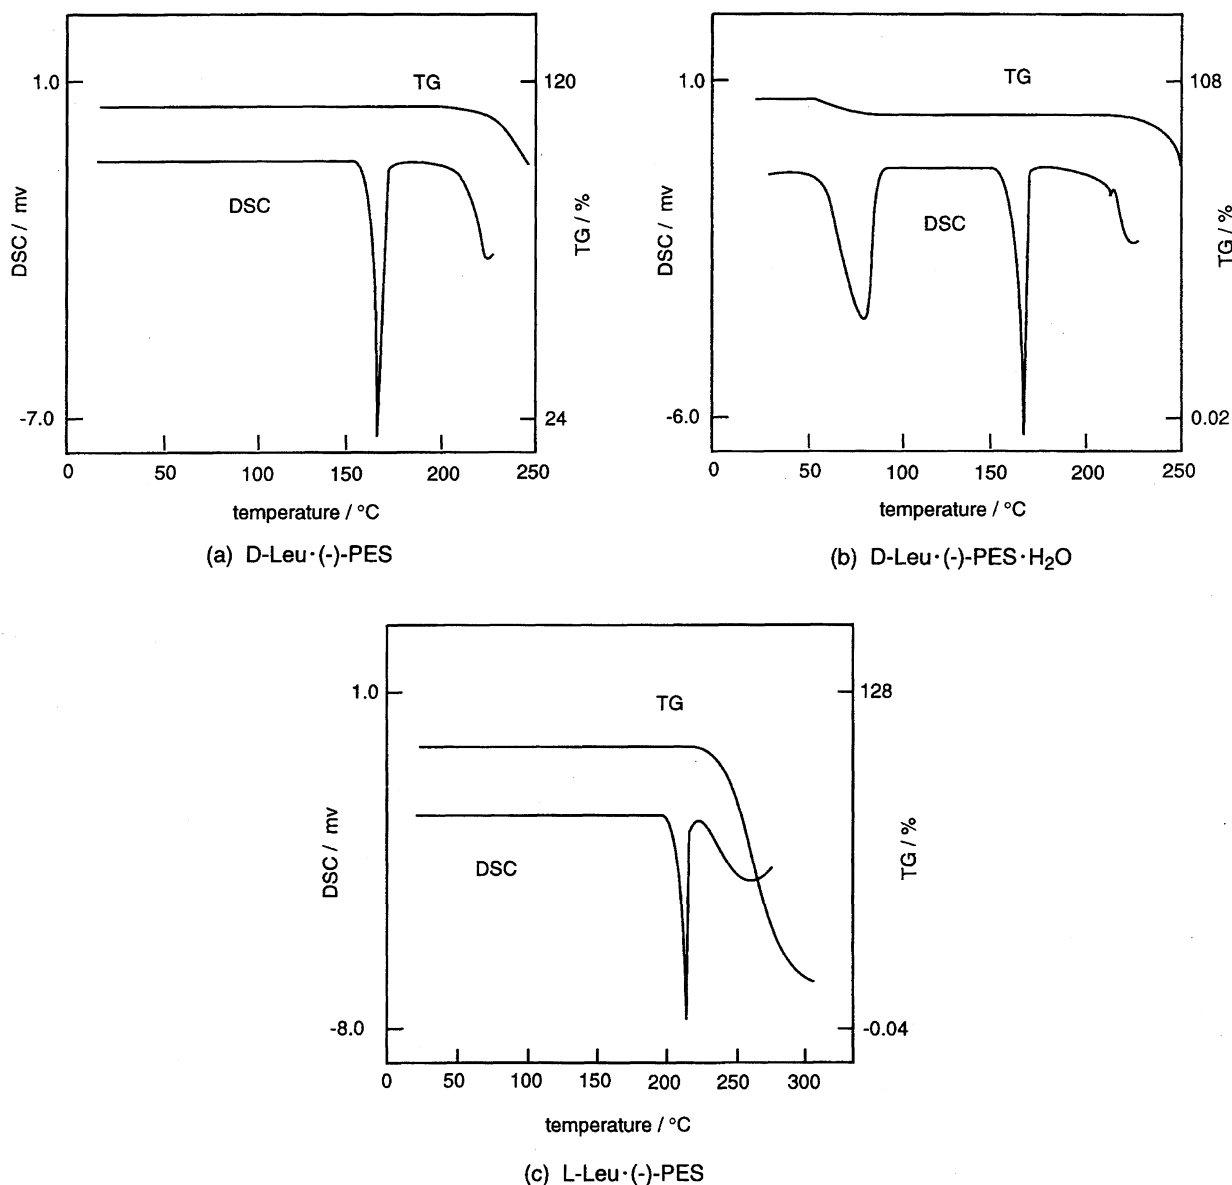 1.0
-7.0
DSC / mv
TG
DSC
120
24
TG / %
0 50 100 150 200 250
temperature / °C
(a) D-Leu·(-)-PES
1.0
-6.0
DSC / mv
TG
DSC
108
0.02
TG / %
0 50 100 150 200 250
temperature / °C
(b) D-Leu·(-)-PES·H₂O
1.0
-8.0
DSC / mv
TG
DSC
128
-0.04
TG / %
0 50 100 150 200 250 300
temperature / °C
(c) L-Leu·(-)-PES